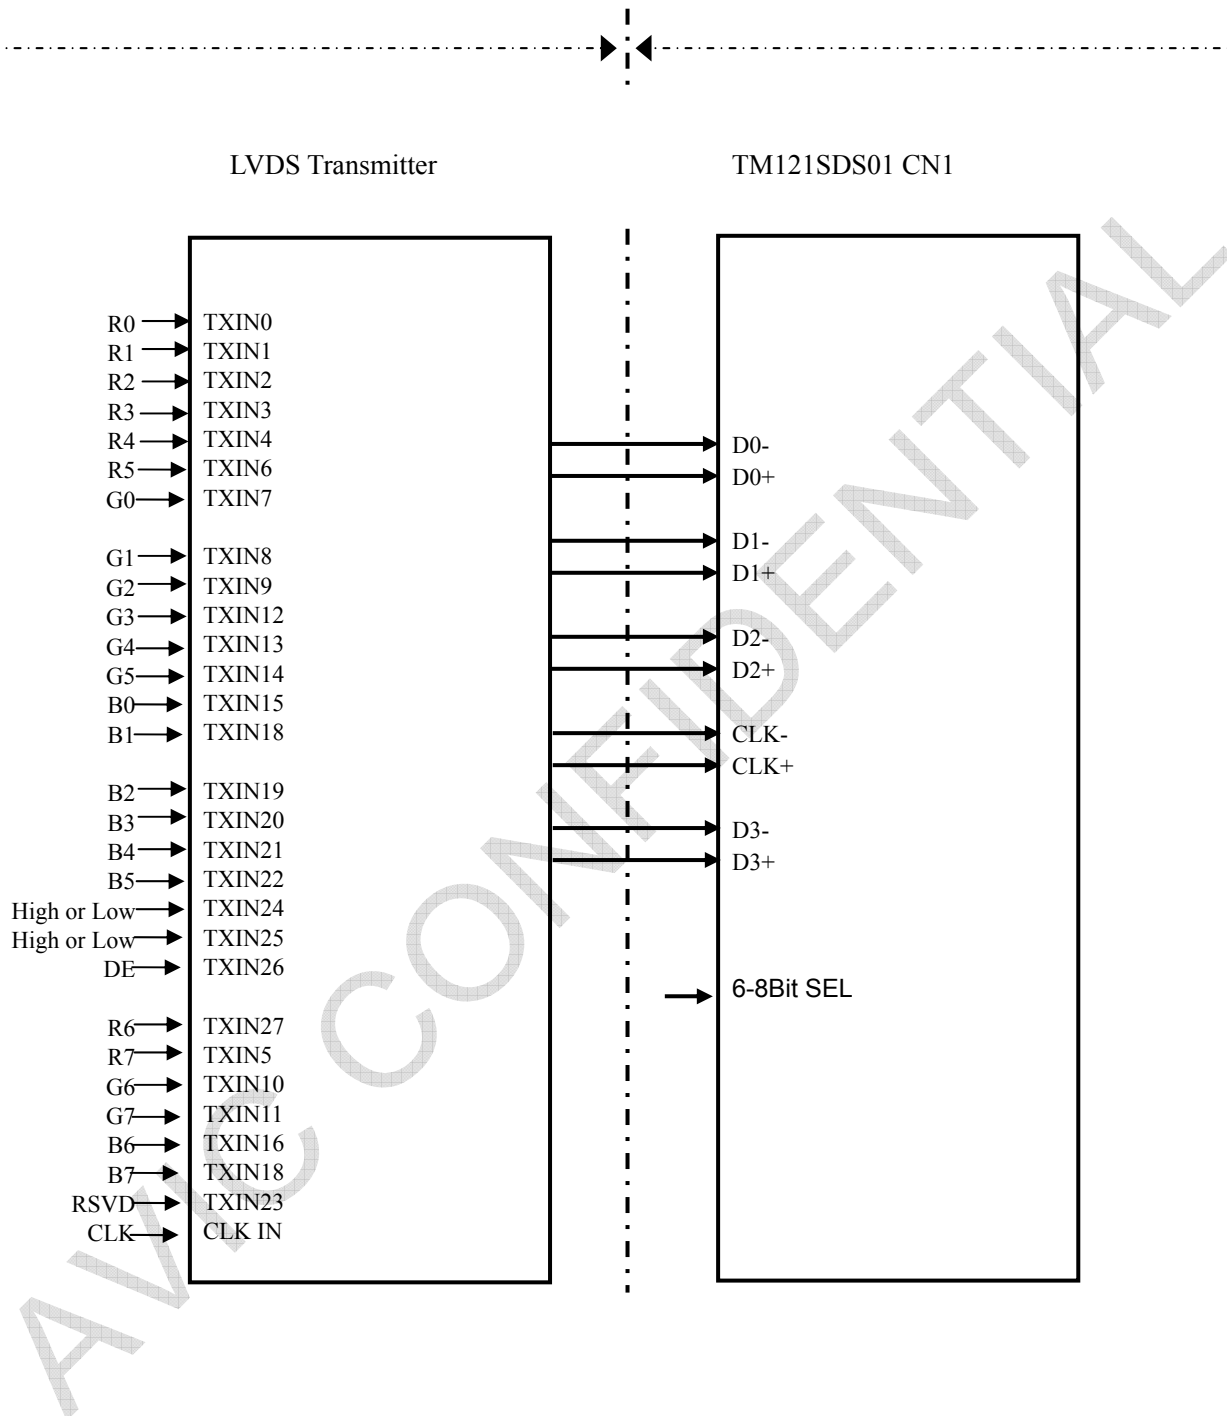 LVDS Transmitter
TM121SDS01 CN1
R0 TXIN0
R1 TXIN1
R2 TXIN2
R3 TXIN3
R4 TXIN4
R5 TXIN6
G0 TXIN7
G1 TXIN8
G2 TXIN9
G3 TXIN12
G4 TXIN13
G5 TXIN14
B0 TXIN15
B1 TXIN18
B2 TXIN19
B3 TXIN20
B4 TXIN21
B5 TXIN22
High or Low TXIN24
High or Low TXIN25
DE TXIN26
R6 TXIN27
R7 TXIN5
G6 TXIN10
G7 TXIN11
B6 TXIN16
B7 TXIN18
RSVD TXIN23
CLK CLK IN
D0-
D0+
D1-
D1+
D2-
D2+
CLK-
CLK+
D3-
D3+
6-8Bit SEL
AVIC CONFIDENTIAL